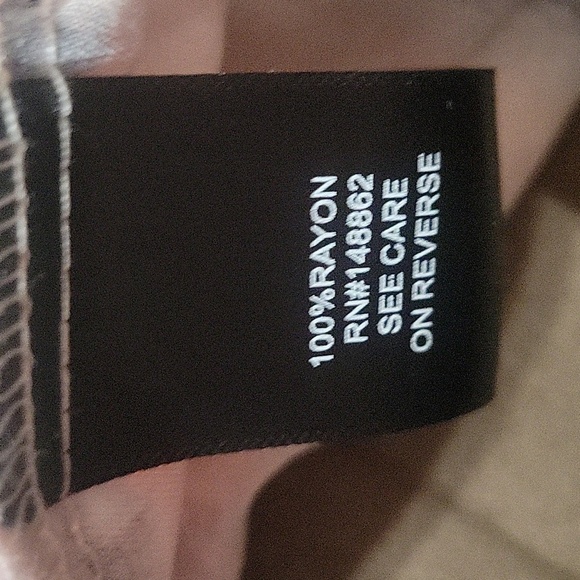 100%RAYON
RN#148862
SEE CARE
ON REVERSE